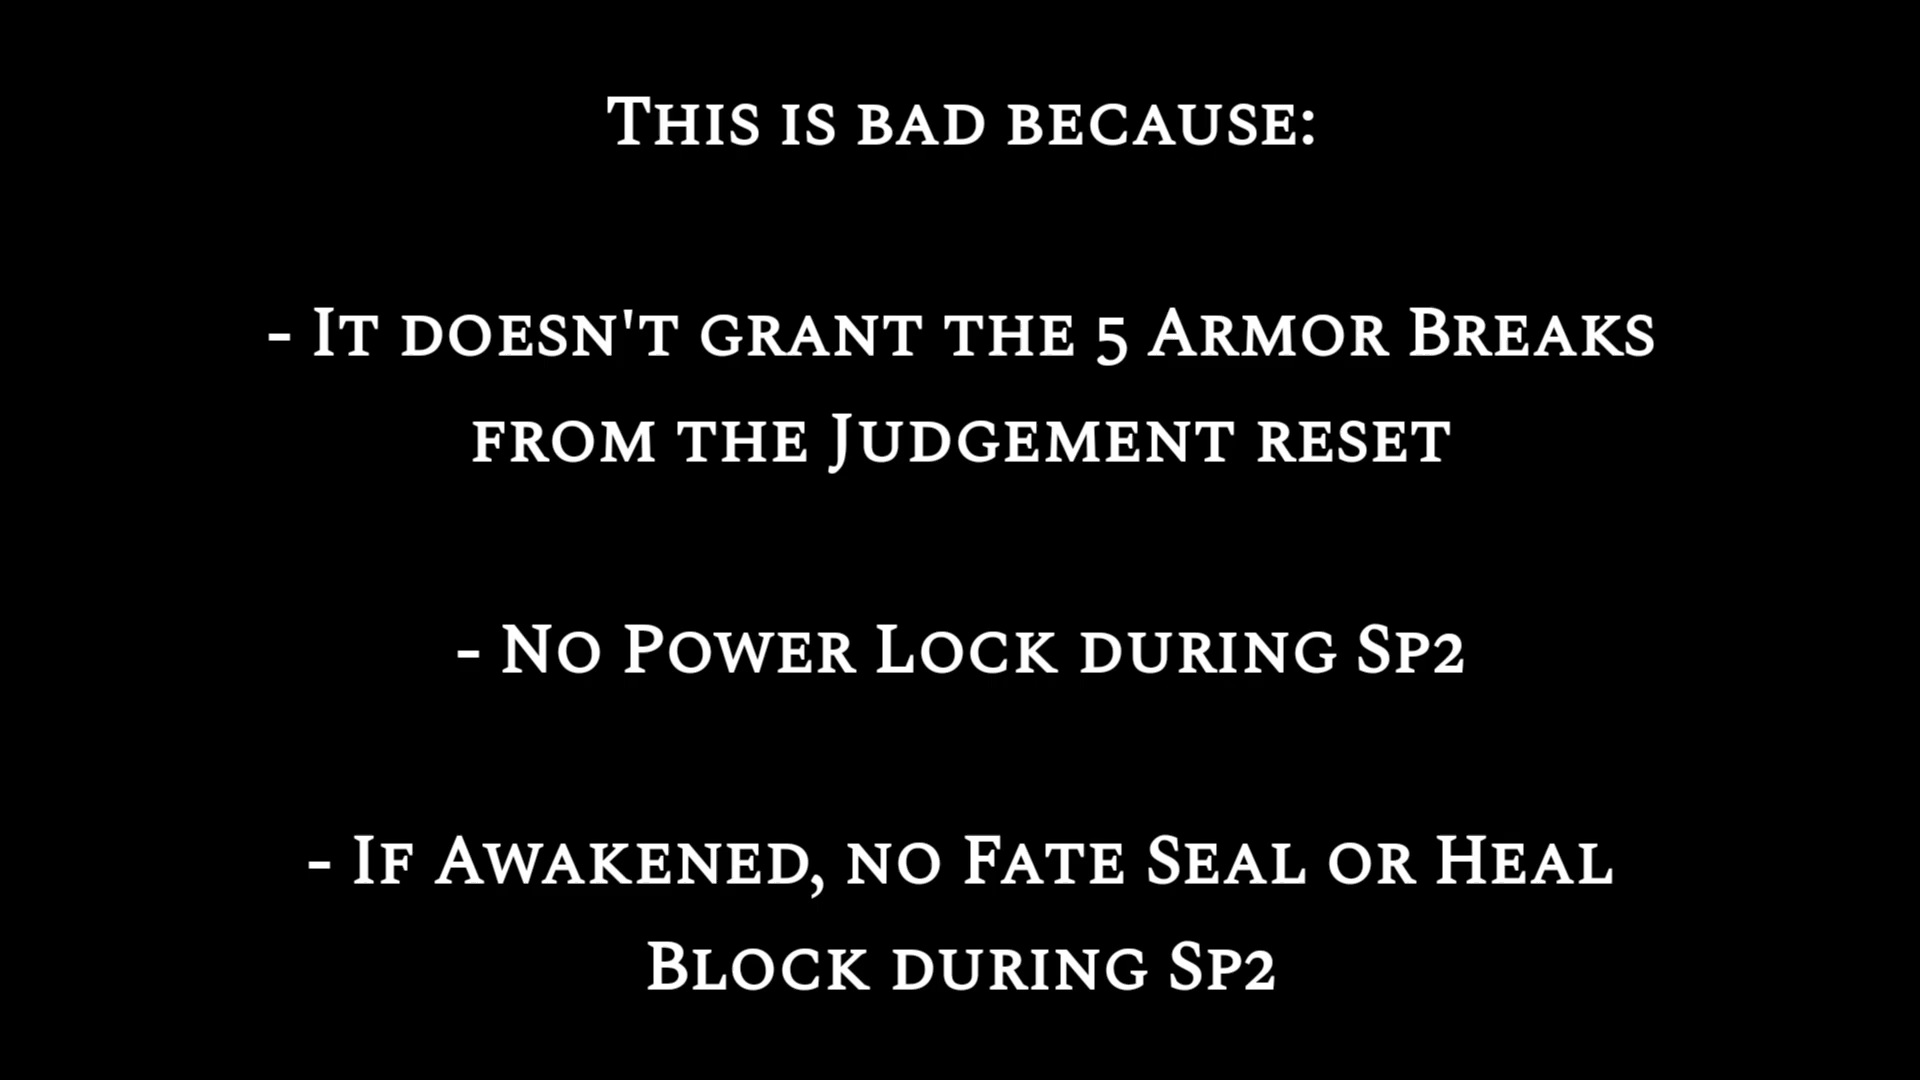 This is bad because:
- It doesn't grant the 5 Armor Breaks
from the Judgement reset
- No Power Lock during Sp2
- If Awakened, no Fate Seal or Heal
Block during Sp2